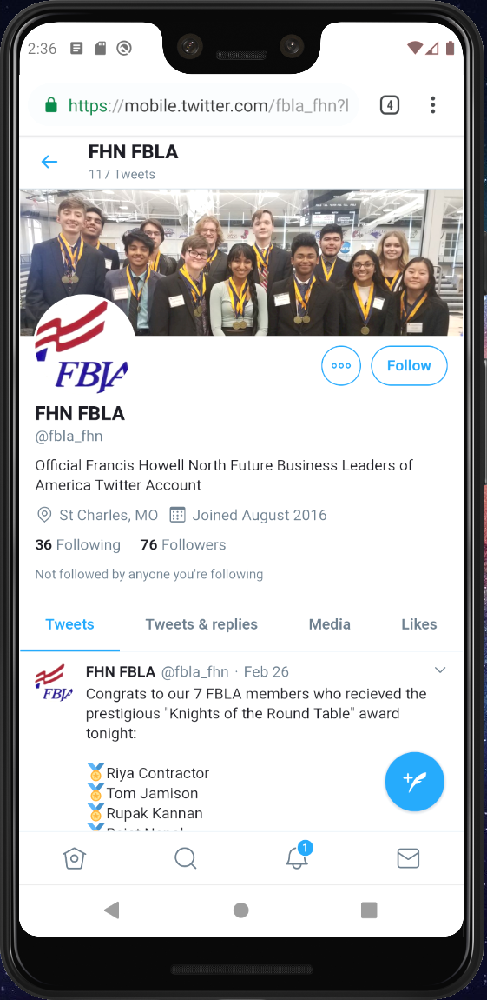 2:36
https://mobile.twitter.com/fbla_fhn?l
4
FHN FBLA
117 Tweets
FBLA
Follow
FHN FBLA
@fbla_fhn
Official Francis Howell North Future Business Leaders of
America Twitter Account
St Charles, MO Joined August 2016
36 Following 76 Followers
Not followed by anyone you're following
Tweets Tweets & replies Media Likes
FBLA
FHN FBLA @fbla_fhn · Feb 26
Congrats to our 7 FBLA members who recieved the
prestigious "Knights of the Round Table" award
tonight:
🏅Riya Contractor
🏅Tom Jamison
🏅Rupak Kannan
1